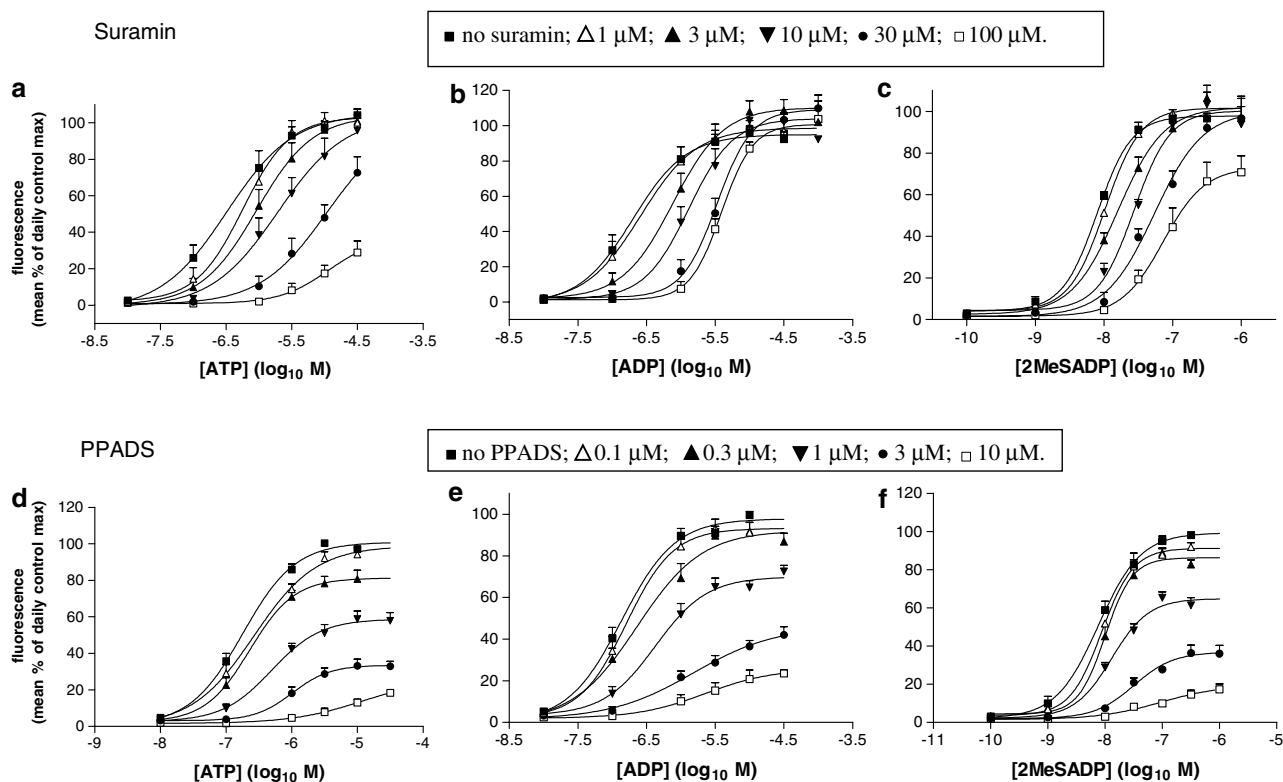 Suramin
■ no suramin; △ 1 µM; ▲ 3 µM; ▼ 10 µM; ● 30 µM; □ 100 µM.
a
fluorescence
(mean % of daily control max)
100
80
60
40
20
0
-8.5 -7.5 -6.5 -5.5 -4.5 -3.5
[ATP] (log10 M)
b
120
100
80
60
40
20
0
-8.5 -7.5 -6.5 -5.5 -4.5 -3.5
[ADP] (log10 M)
c
100
80
60
40
20
0
-10 -9 -8 -7 -6
[2MeSADP] (log10 M)
PPADS
■ no PPADS; △ 0.1 µM; ▲ 0.3 µM; ▼ 1 µM; ● 3 µM; □ 10 µM.
d
fluorescence
(mean % of daily control max)
120
100
80
60
40
20
0
-9 -8 -7 -6 -5 -4
[ATP] (log10 M)
e
100
80
60
40
20
0
-8.5 -7.5 -6.5 -5.5 -4.5 -3.5
[ADP] (log10 M)
f
120
100
80
60
40
20
0
-11 -10 -9 -8 -7 -6 -5
[2MeSADP] (log10 M)